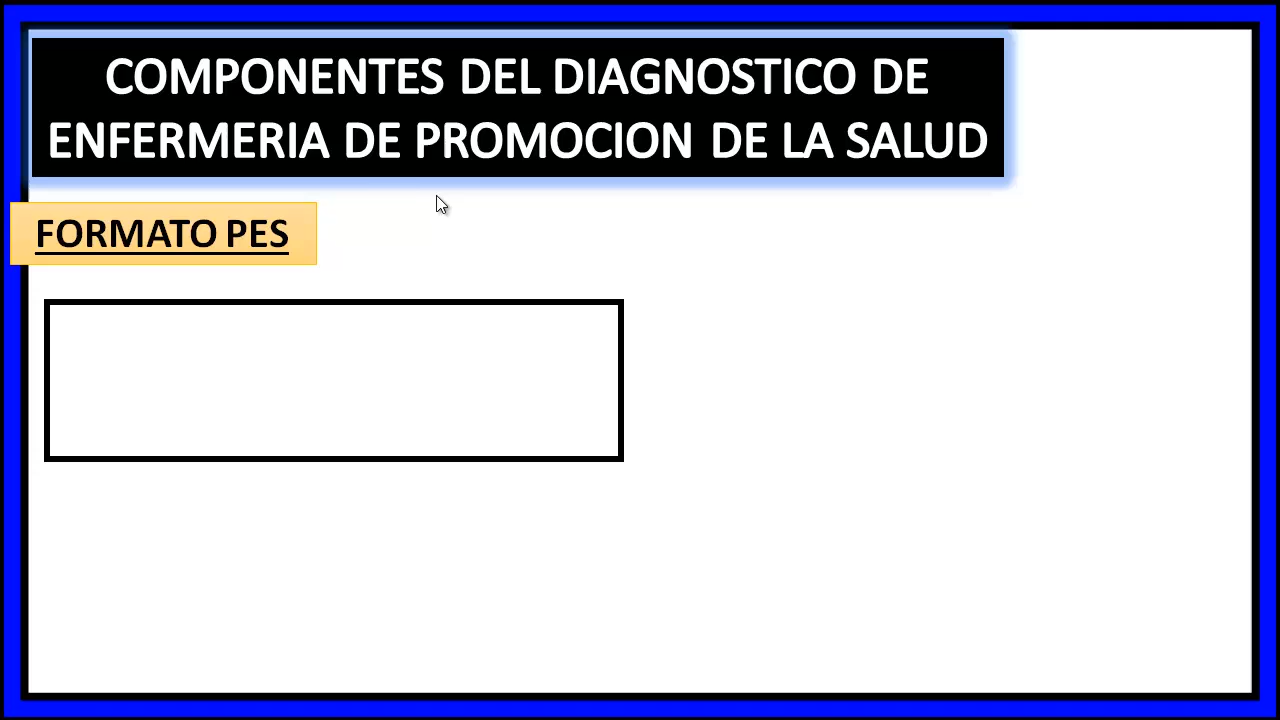 COMPONENTES DEL DIAGNOSTICO DE
ENFERMERIA DE PROMOCION DE LA SALUD
FORMATO PES